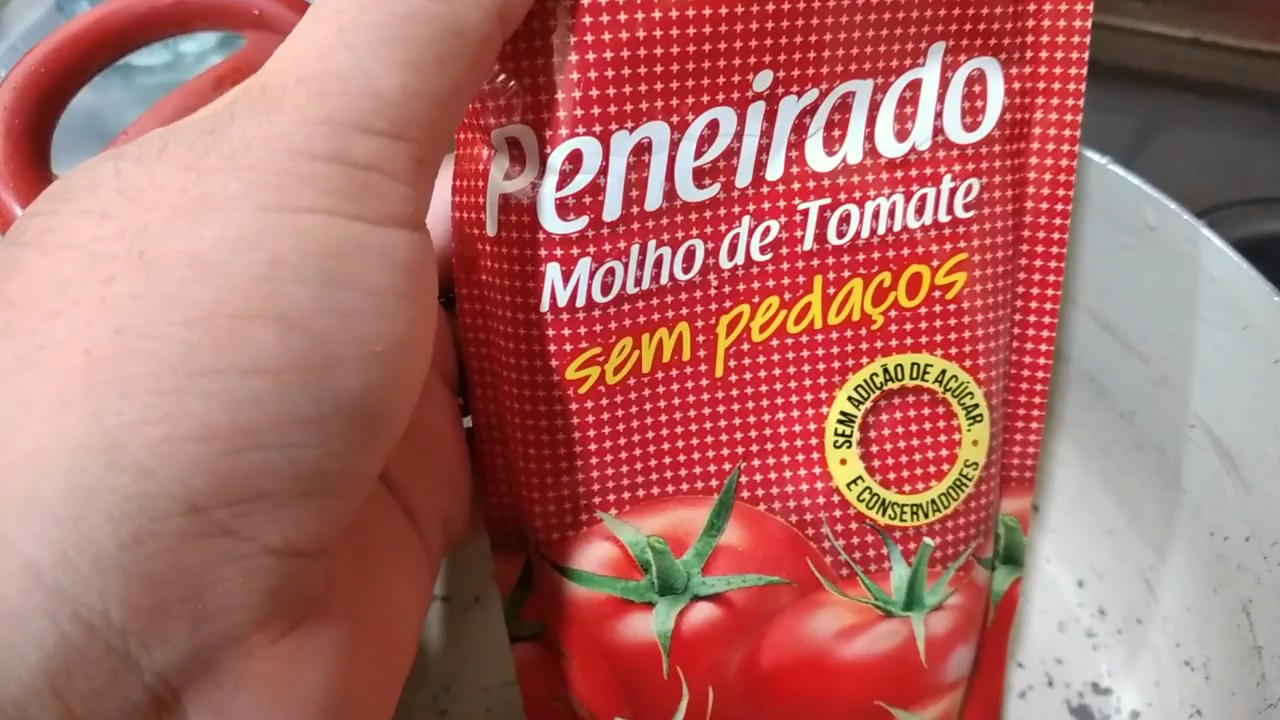 Peneirado
Molho de Tomate
sem pedaços
SEM ADIÇÃO DE AÇÚCAR,
E CONSERVADORES